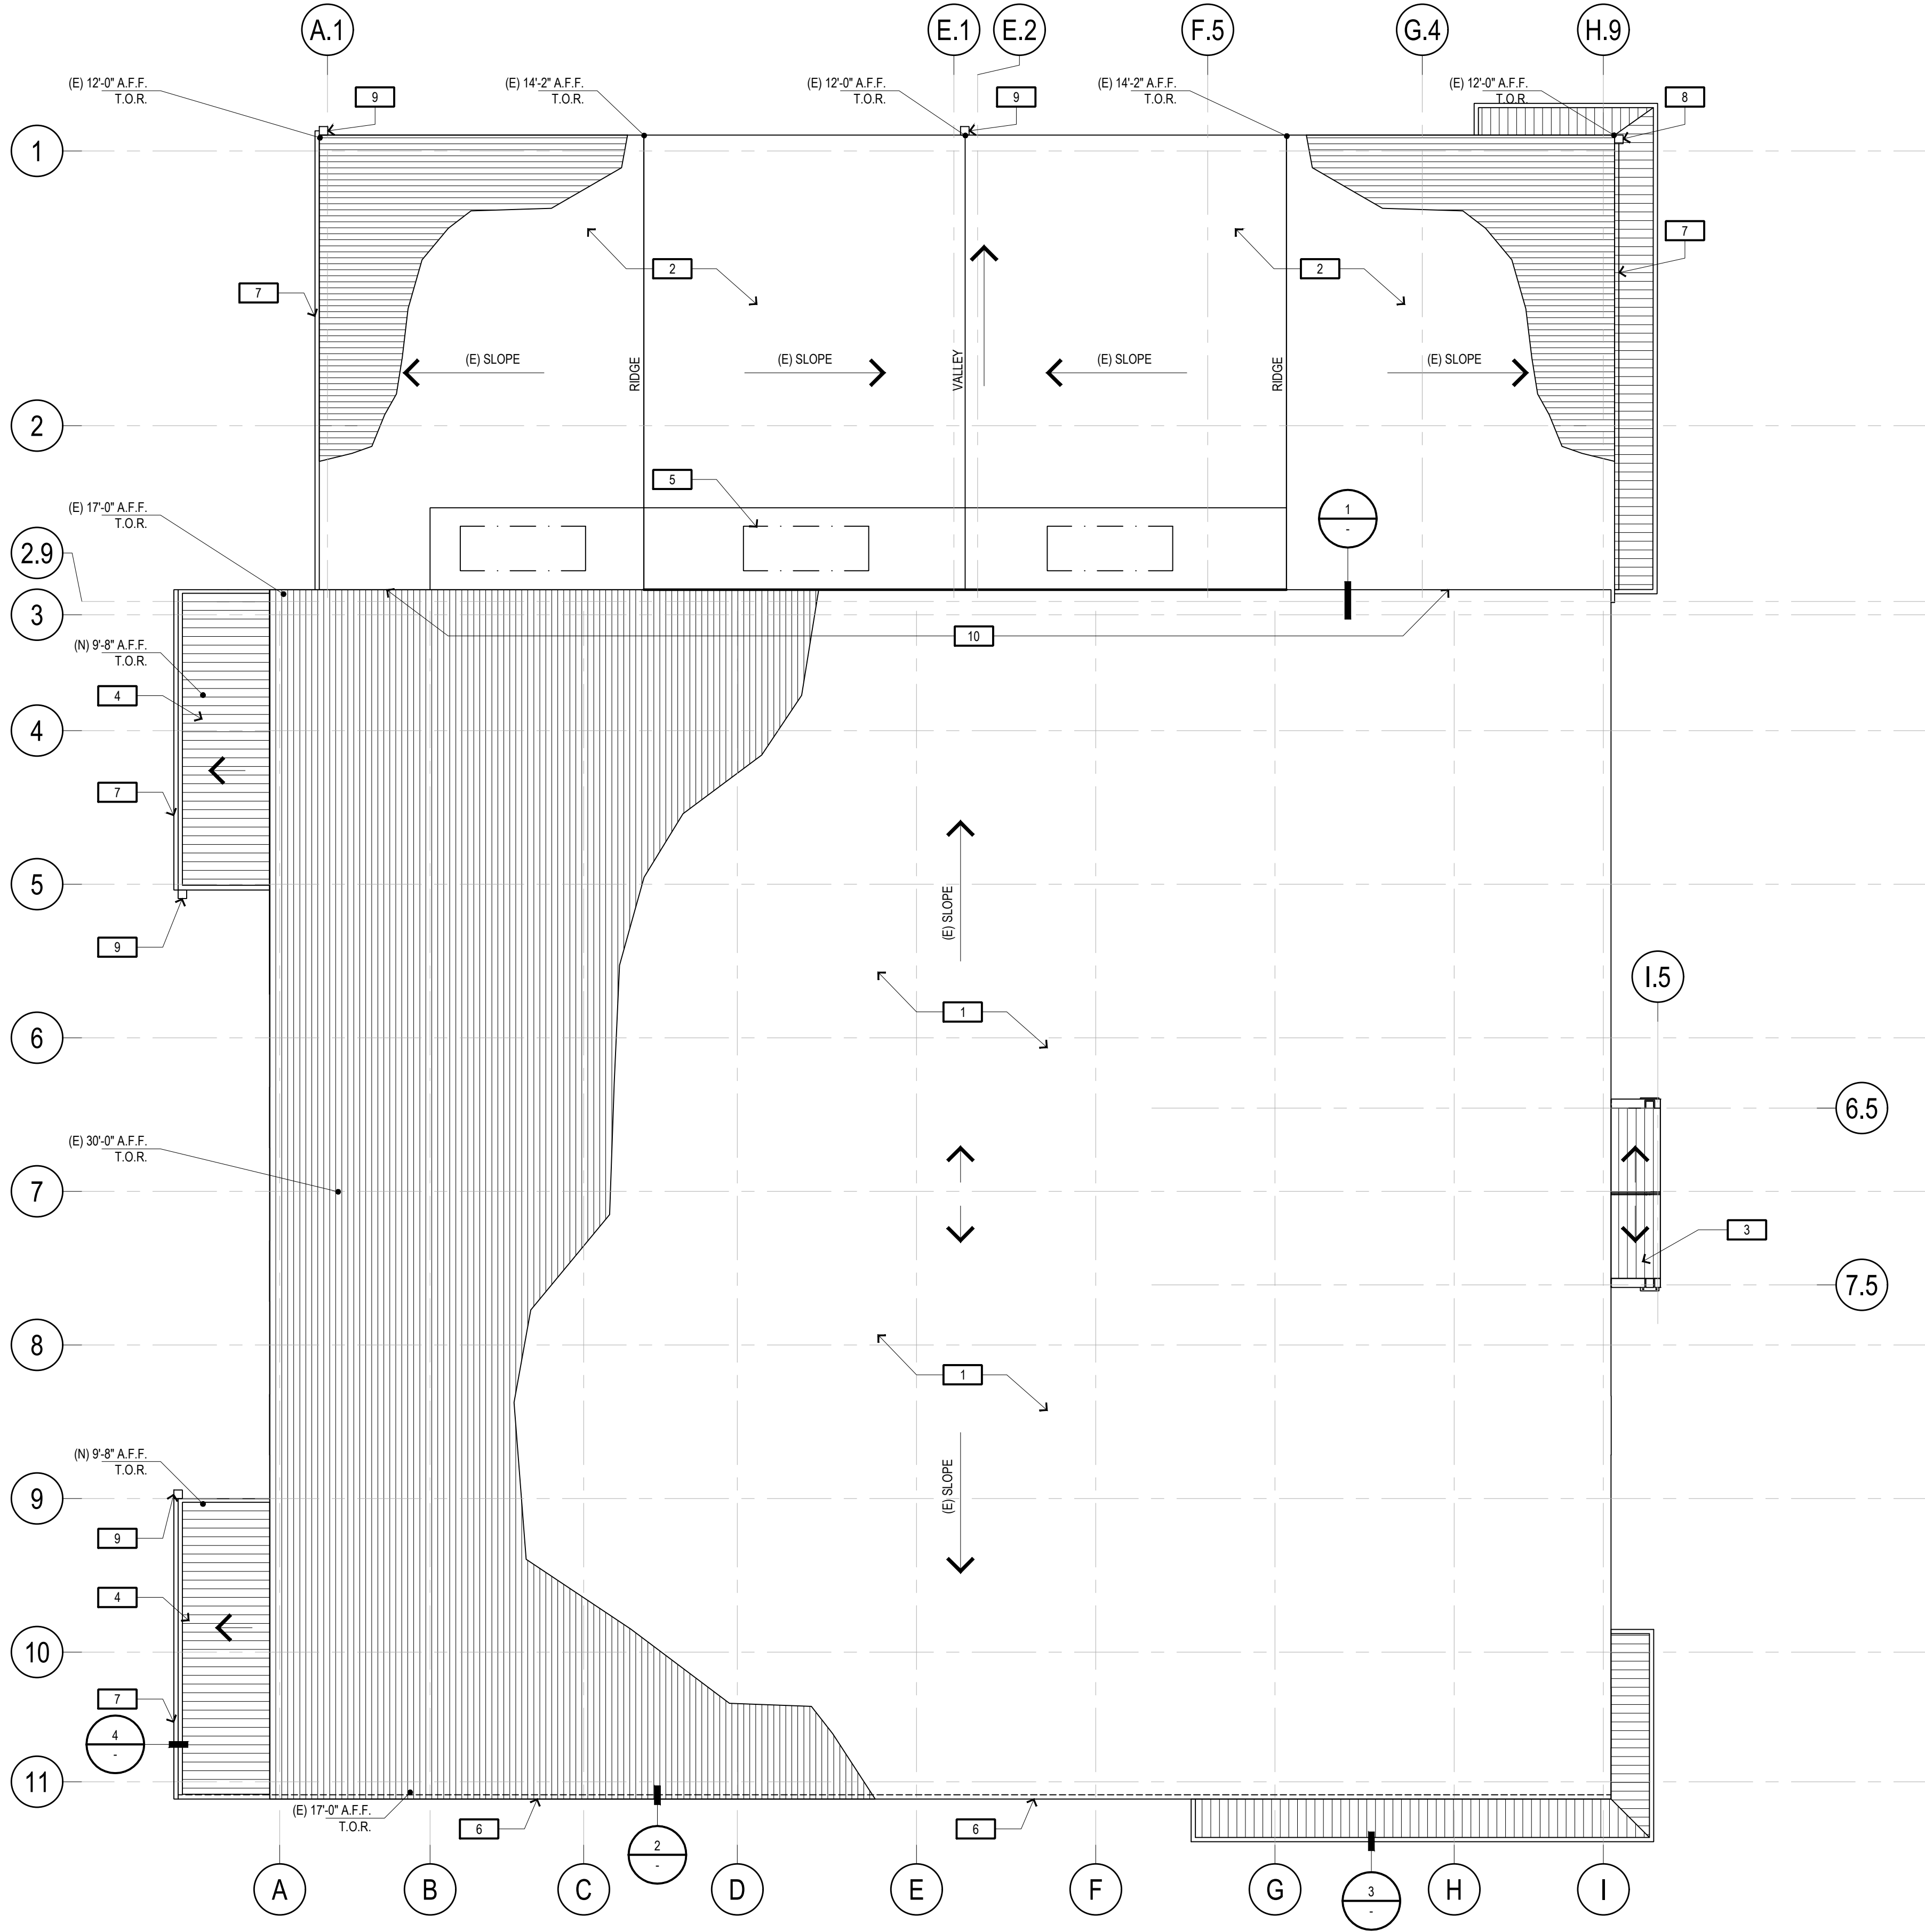 A.1
E.1
E.2
F.5
G.4
H.9
(E) 12'-0" A.F.F.
T.O.R.
9
(E) 14'-2" A.F.F.
T.O.R.
(E) 12'-0" A.F.F.
T.O.R.
9
(E) 14'-2" A.F.F.
T.O.R.
(E) 12'-0" A.F.F.
T.O.R.
8
1
7
2
2
7
(E) SLOPE
RIDGE
(E) SLOPE
VALLEY
(E) SLOPE
RIDGE
(E) SLOPE
2
5
(E) 17'-0" A.F.F.
T.O.R.
1
-
2.9
3
10
(N) 9'-8" A.F.F.
T.O.R.
4
4
7
5
(E) SLOPE
9
I.5
1
6
6.5
(E) 30'-0" A.F.F.
T.O.R.
7
3
7.5
8
1
(N) 9'-8" A.F.F.
T.O.R.
(E) SLOPE
9
9
4
10
7
4
-
11
(E) 17'-0" A.F.F.
T.O.R.
6
6
2
-
3
-
A
B
C
D
E
F
G
H
I